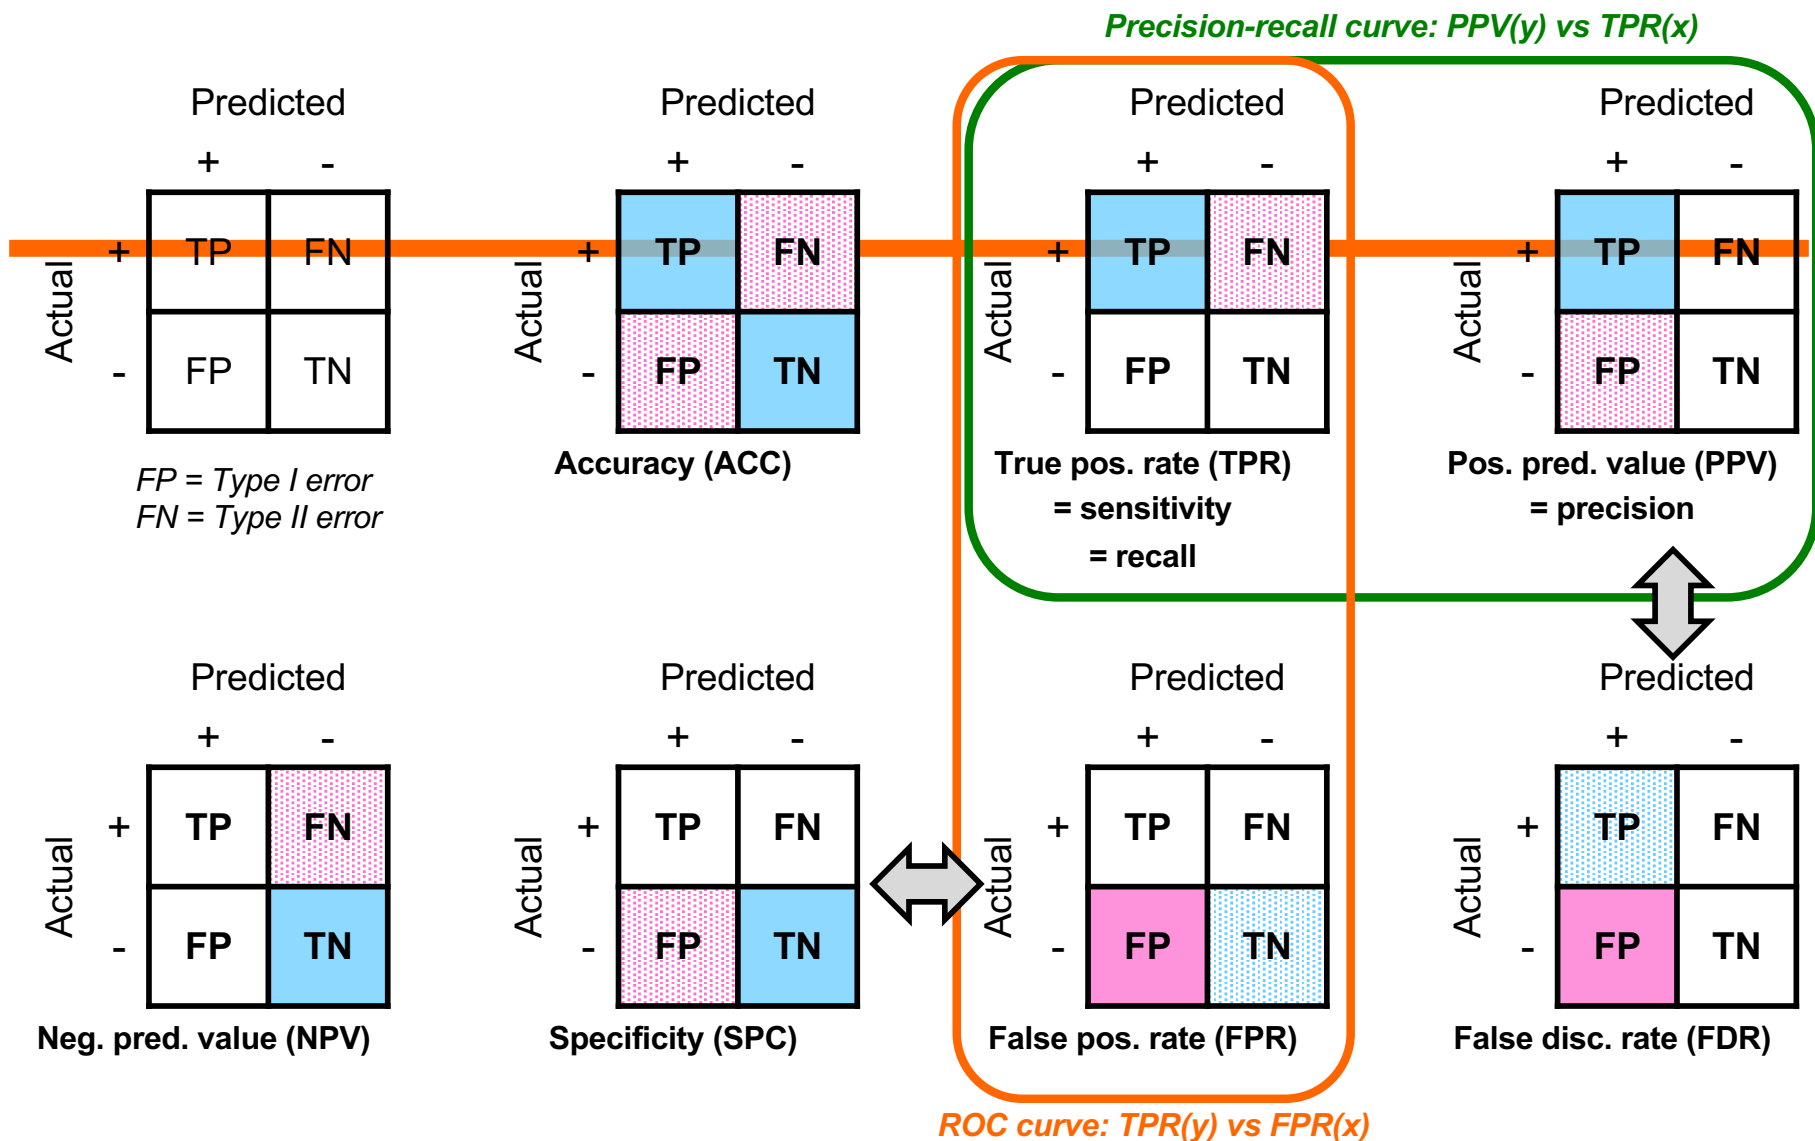 Precision-recall curve: PPV(y) vs TPR(x)
Predicted Predicted Predicted Predicted
+ - + - + - + -
Actual + TP FN Actual + TP FN Actual + TP FN Actual + TP FN
- FP TN - FP TN - FP TN - FP TN
FP = Type I error
FN = Type II error
Accuracy (ACC)
True pos. rate (TPR)
= sensitivity
= recall
Pos. pred. value (PPV)
= precision
Predicted Predicted Predicted Predicted
+ - + - + - + -
Actual + TP FN Actual + TP FN Actual + TP FN Actual + TP FN
- FP TN - FP TN - FP TN - FP TN
Neg. pred. value (NPV)
Specificity (SPC)
False pos. rate (FPR)
False disc. rate (FDR)
ROC curve: TPR(y) vs FPR(x)